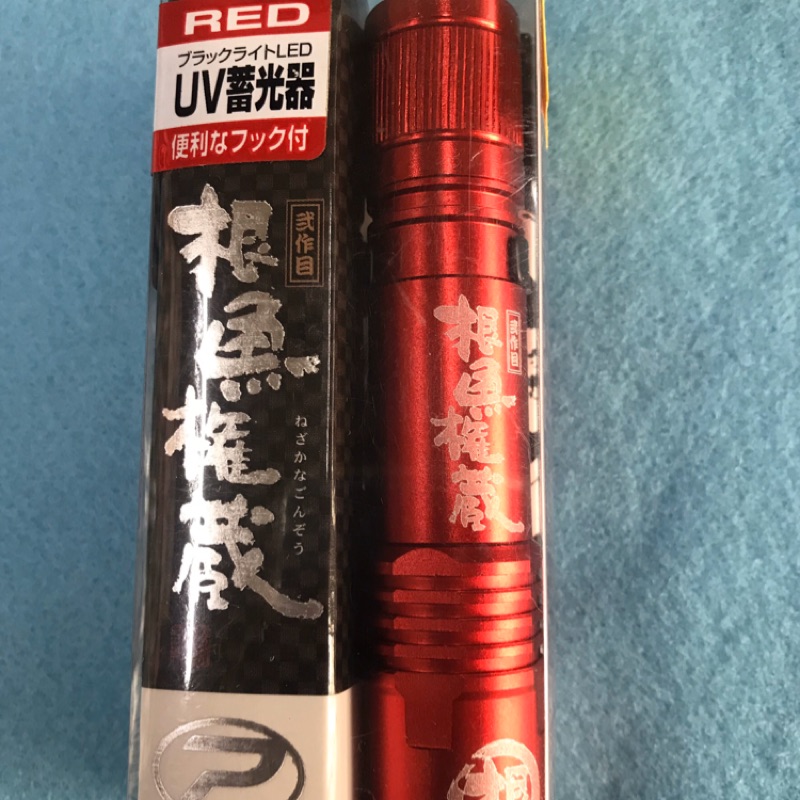 RED
ブラックライトLED
UV蓄光器
便利なフック付
弐作目
根魚権蔵
ねざかなごんぞう
弐作目
根魚権蔵